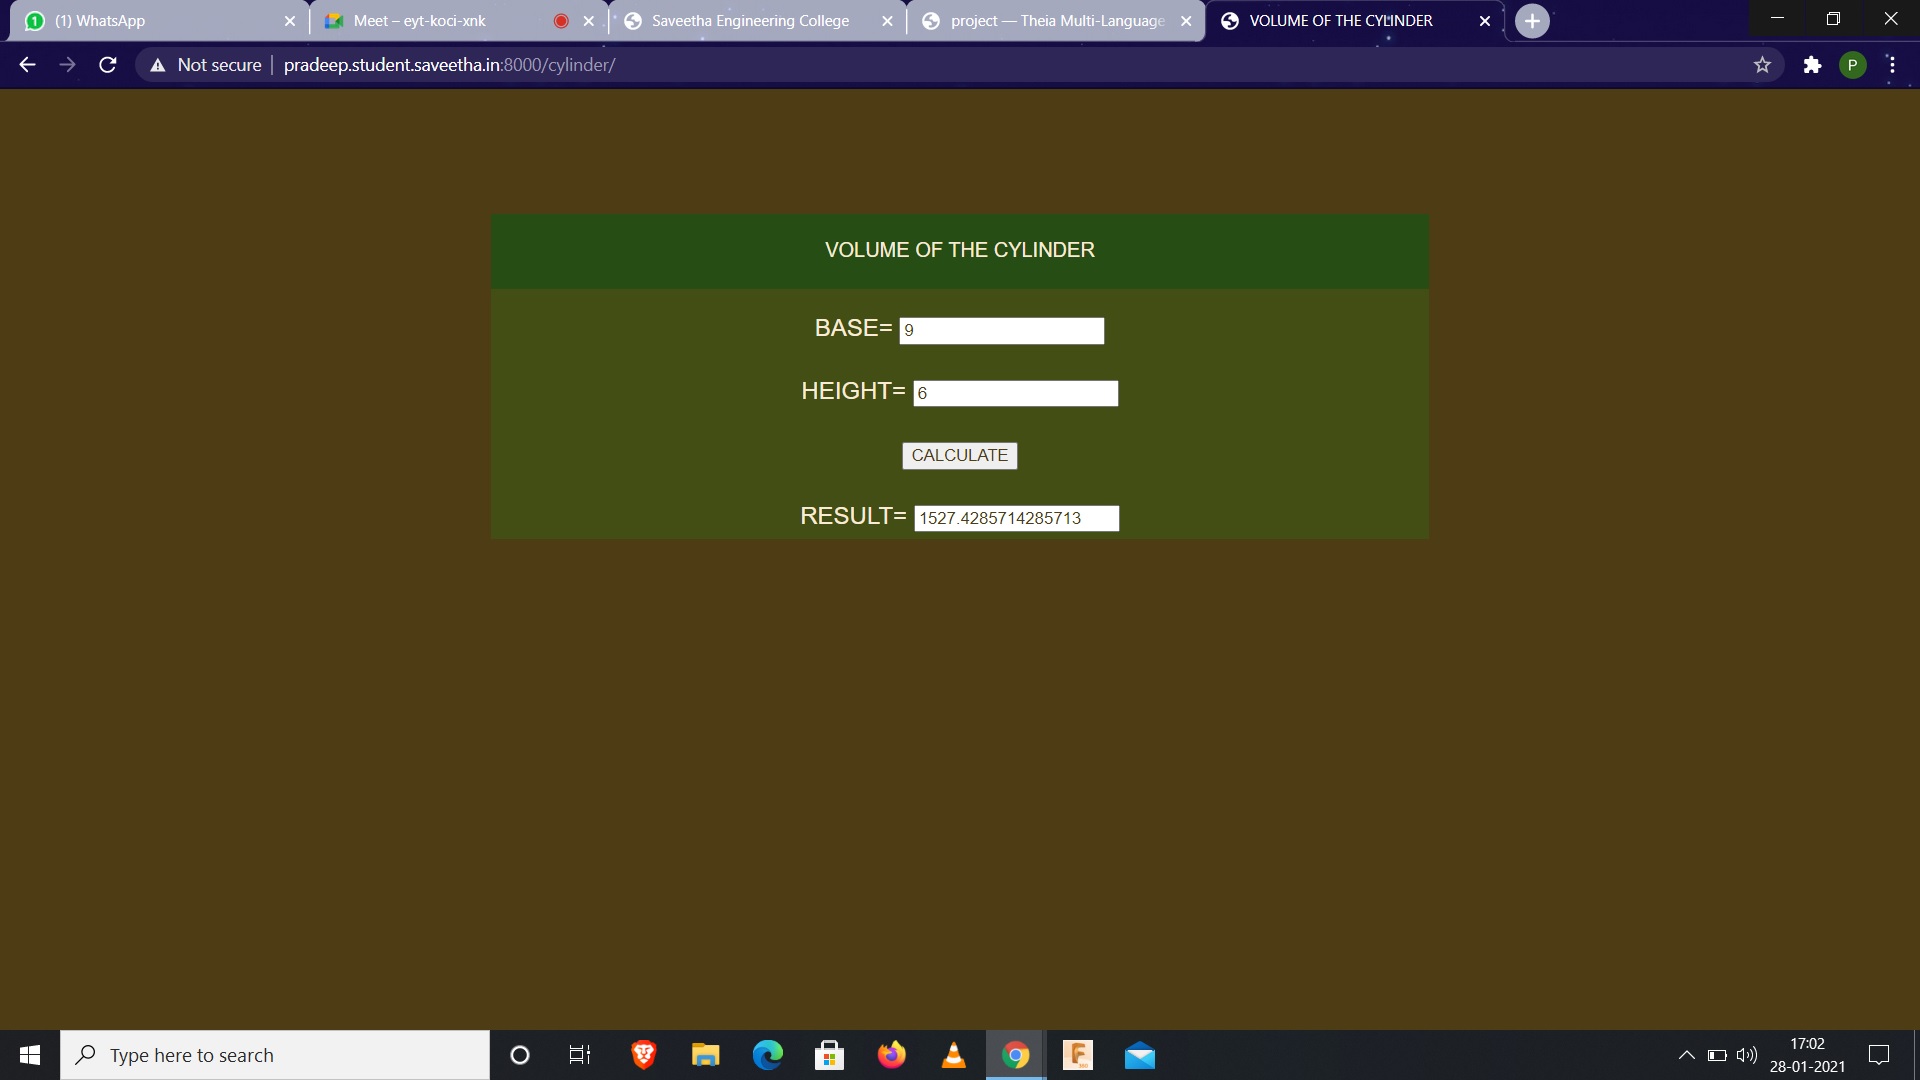 (1) WhatsApp
Meet – eyt-koci-xnk
Saveetha Engineering College
project — Theia Multi-Language
VOLUME OF THE CYLINDER
Not secure
pradeep.student.saveetha.in:8000/cylinder/
P
VOLUME OF THE CYLINDER
BASE= 9
HEIGHT= 6
CALCULATE
RESULT= 1527.4285714285713
Type here to search
17:02
28-01-2021